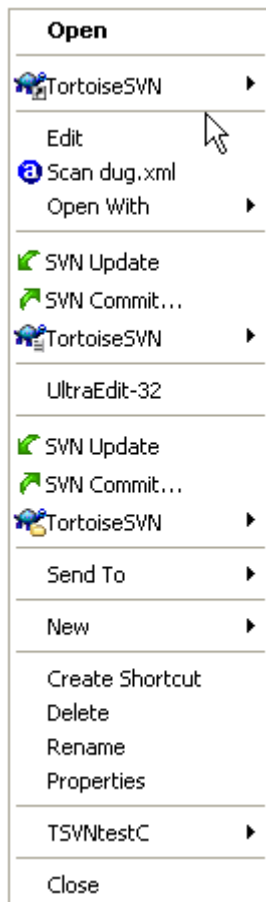 Open
TortoiseSVN
Edit
Scan dug.xml
Open With
SVN Update
SVN Commit...
TortoiseSVN
UltraEdit-32
SVN Update
SVN Commit...
TortoiseSVN
Send To
New
Create Shortcut
Delete
Rename
Properties
TSVNtestC
Close